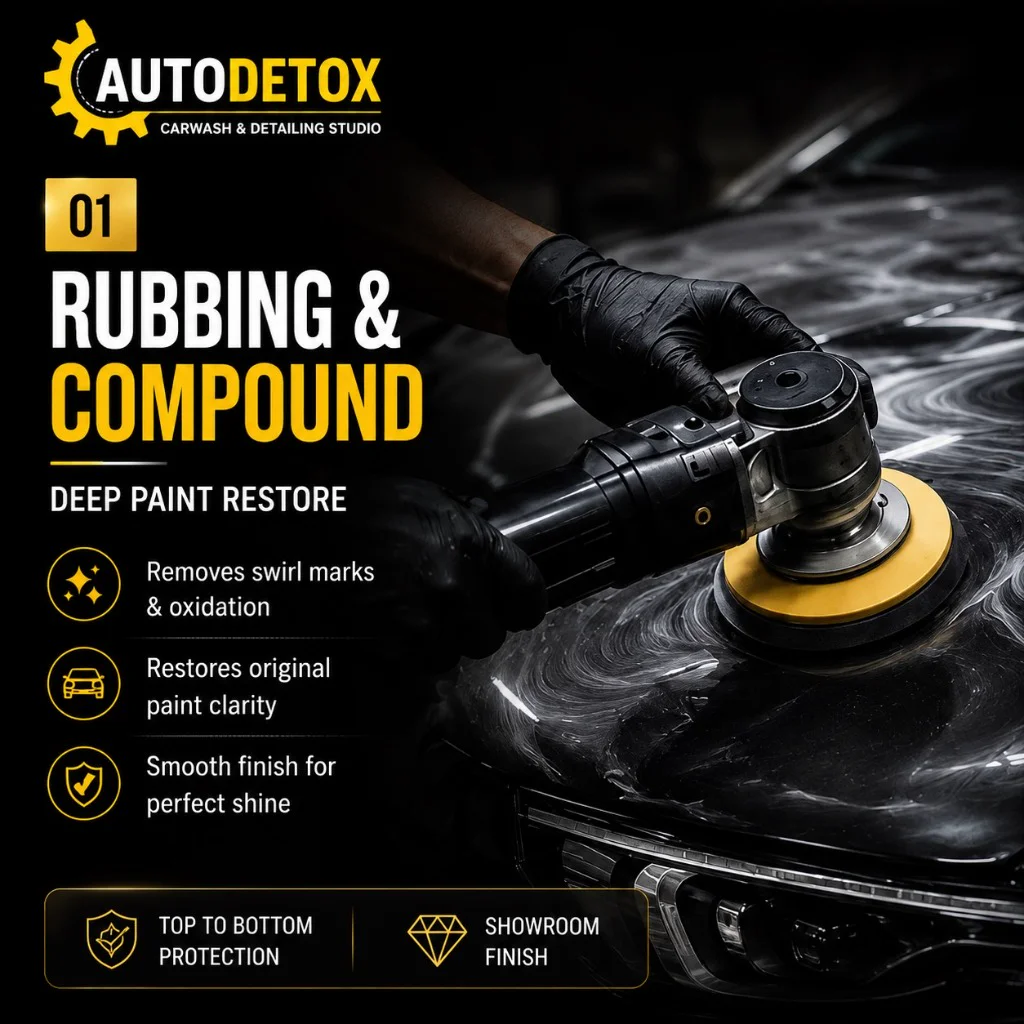 AUTODETOX
CARWASH & DETAILING STUDIO
01
RUBBING &
COMPOUND
DEEP PAINT RESTORE
Removes swirl marks
& oxidation
Restores original
paint clarity
Smooth finish for
perfect shine
TOP TO BOTTOM
PROTECTION
SHOWROOM
FINISH